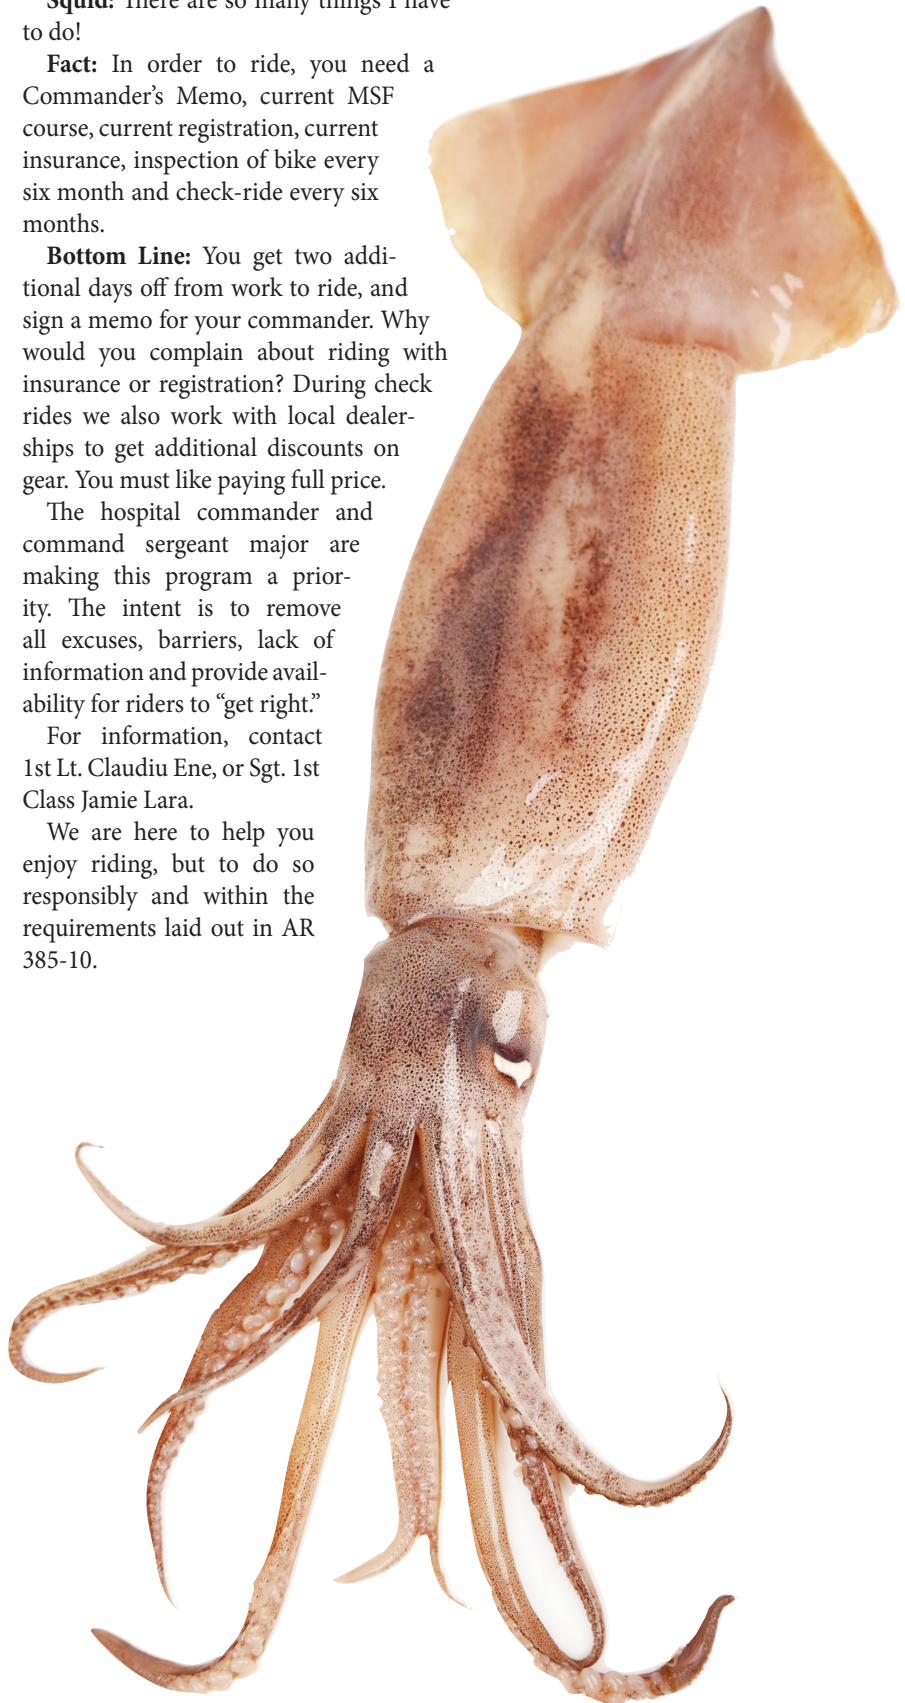 Squid: There are so many things I have
to do!
Fact: In order to ride, you need a
Commander’s Memo, current MSF
course, current registration, current
insurance, inspection of bike every
six month and check-ride every six
months.
Bottom Line: You get two addi-
tional days off from work to ride, and
sign a memo for your commander. Why
would you complain about riding with
insurance or registration? During check
rides we also work with local dealer-
ships to get additional discounts on
gear. You must like paying full price.
The hospital commander and
command sergeant major are
making this program a prior-
ity. The intent is to remove
all excuses, barriers, lack of
information and provide avail-
ability for riders to “get right.”
For information, contact
1st Lt. Claudiu Ene, or Sgt. 1st
Class Jamie Lara.
We are here to help you
enjoy riding, but to do so
responsibly and within the
requirements laid out in AR
385-10.